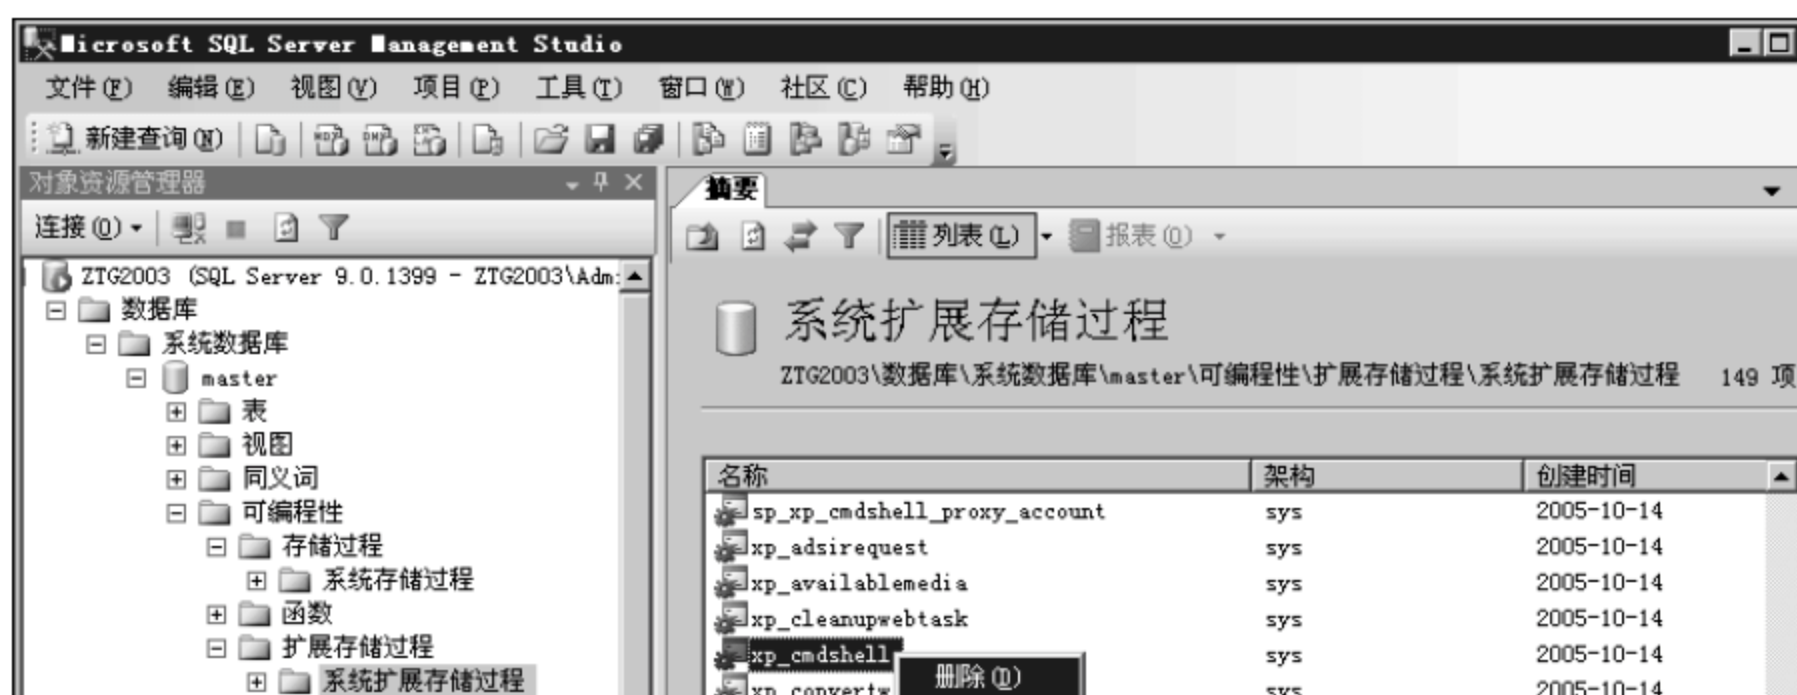 Microsoft SQL Server Management Studio
文件(F) 编辑(E) 视图(V) 项目(P) 工具(T) 窗口(W) 社区(C) 帮助(H)
新建查询(N)
对象资源管理器
连接(O)
ZTG2003 (SQL Server 9.0.1399 - ZTG2003\Adm
数据库
系统数据库
master
表
视图
同义词
可编程性
存储过程
系统存储过程
函数
扩展存储过程
系统扩展存储过程
摘要
列表(L) 报表(O)
系统扩展存储过程
ZTG2003\数据库\系统数据库\master\可编程性\扩展存储过程\系统扩展存储过程 149 项
名称 架构 创建时间
sp_xp_cmdshell_proxy_account sys 2005-10-14
xp_adsirequest sys 2005-10-14
xp_availablemedia sys 2005-10-14
xp_cleanupwebtask sys 2005-10-14
xp_cmdshell sys 2005-10-14
删除(D)
xp_convertw sys 2005-10-14